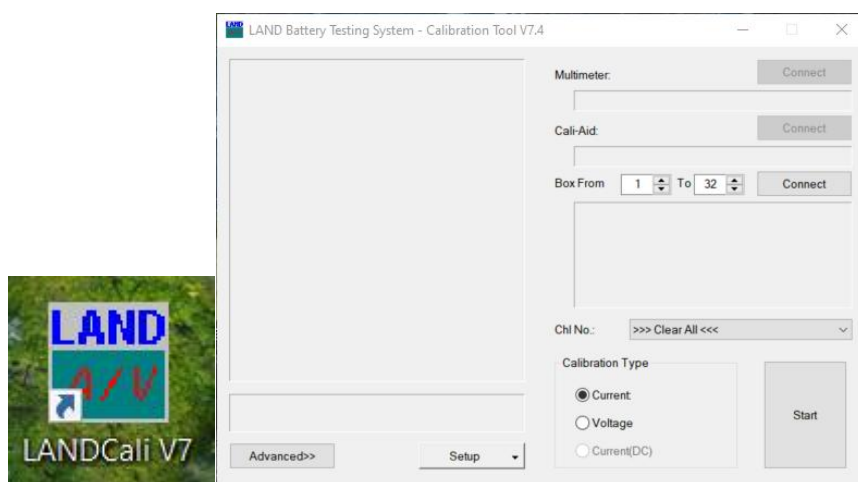 LAND
A/V
LANDCali V7
LAND Battery Testing System - Calibration Tool V7.4
Multimeter:
Connect
Cali-Aid:
Connect
Box From 1 To 32 Connect
Chl No.: >>> Clear All <<<
Calibration Type
Current
Voltage
Current(DC)
Start
Advanced>>
Setup